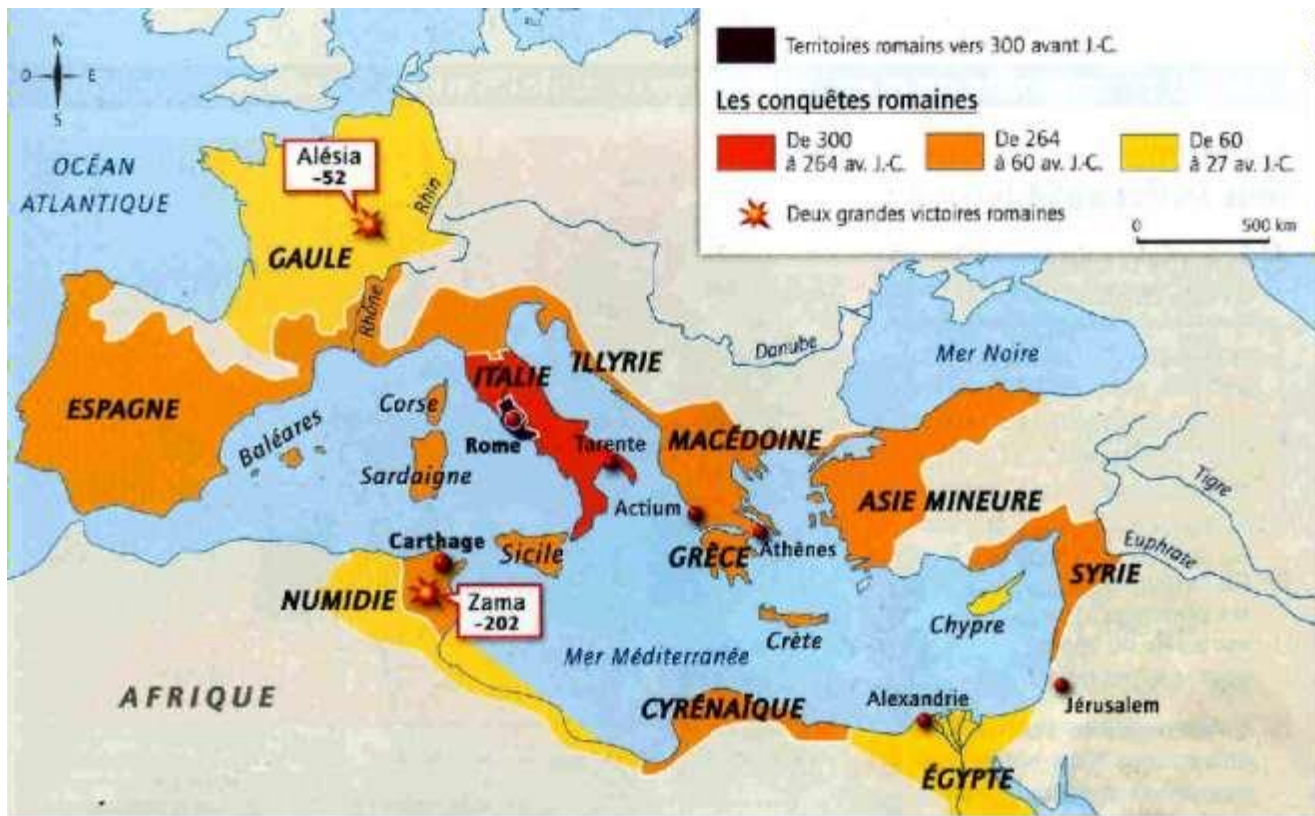 Territoires romains vers 300 avant J.-C.
Les conquêtes romaines
De 300
à 264 av. J.-C.
De 264
à 60 av. J.-C.
De 60
à 27 av. J.-C.
Deux grandes victoires romaines
0 500 km
N
O E
S
OCÉAN
ATLANTIQUE
Alésia
-52
Rhin
GAULE
Rhône
Danube
Mer Noire
ESPAGNE
Baléares
Corse
Sardaigne
ITALIE
Rome
Tarente
ILLYRIE
MACÉDOINE
Actium
GRÈCE
Athènes
ASIE MINEURE
Tigre
Euphrate
SYRIE
Carthage
Sicile
NUMIDIE
Zama
-202
Crète
Chypre
Mer Méditerranée
AFRIQUE
CYRÉNAÏQUE
Alexandrie
Jérusalem
ÉGYPTE